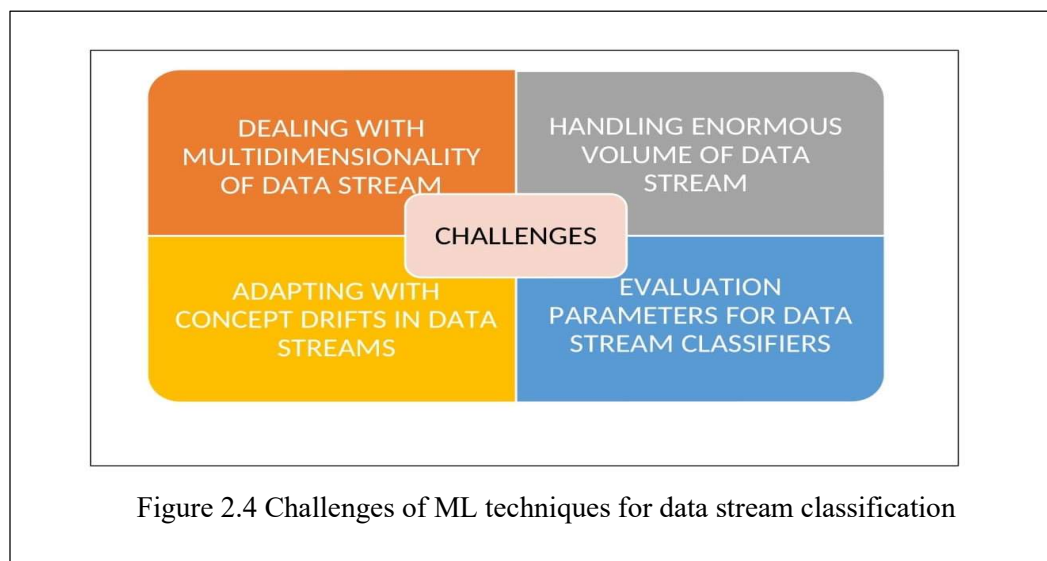 DEALING WITH
MULTIDIMENSIONALITY
OF DATA STREAM
HANDLING ENORMOUS
VOLUME OF DATA
STREAM
CHALLENGES
ADAPTING WITH
CONCEPT DRIFTS IN DATA
STREAMS
EVALUATION
PARAMETERS FOR DATA
STREAM CLASSIFIERS
Figure 2.4 Challenges of ML techniques for data stream classification